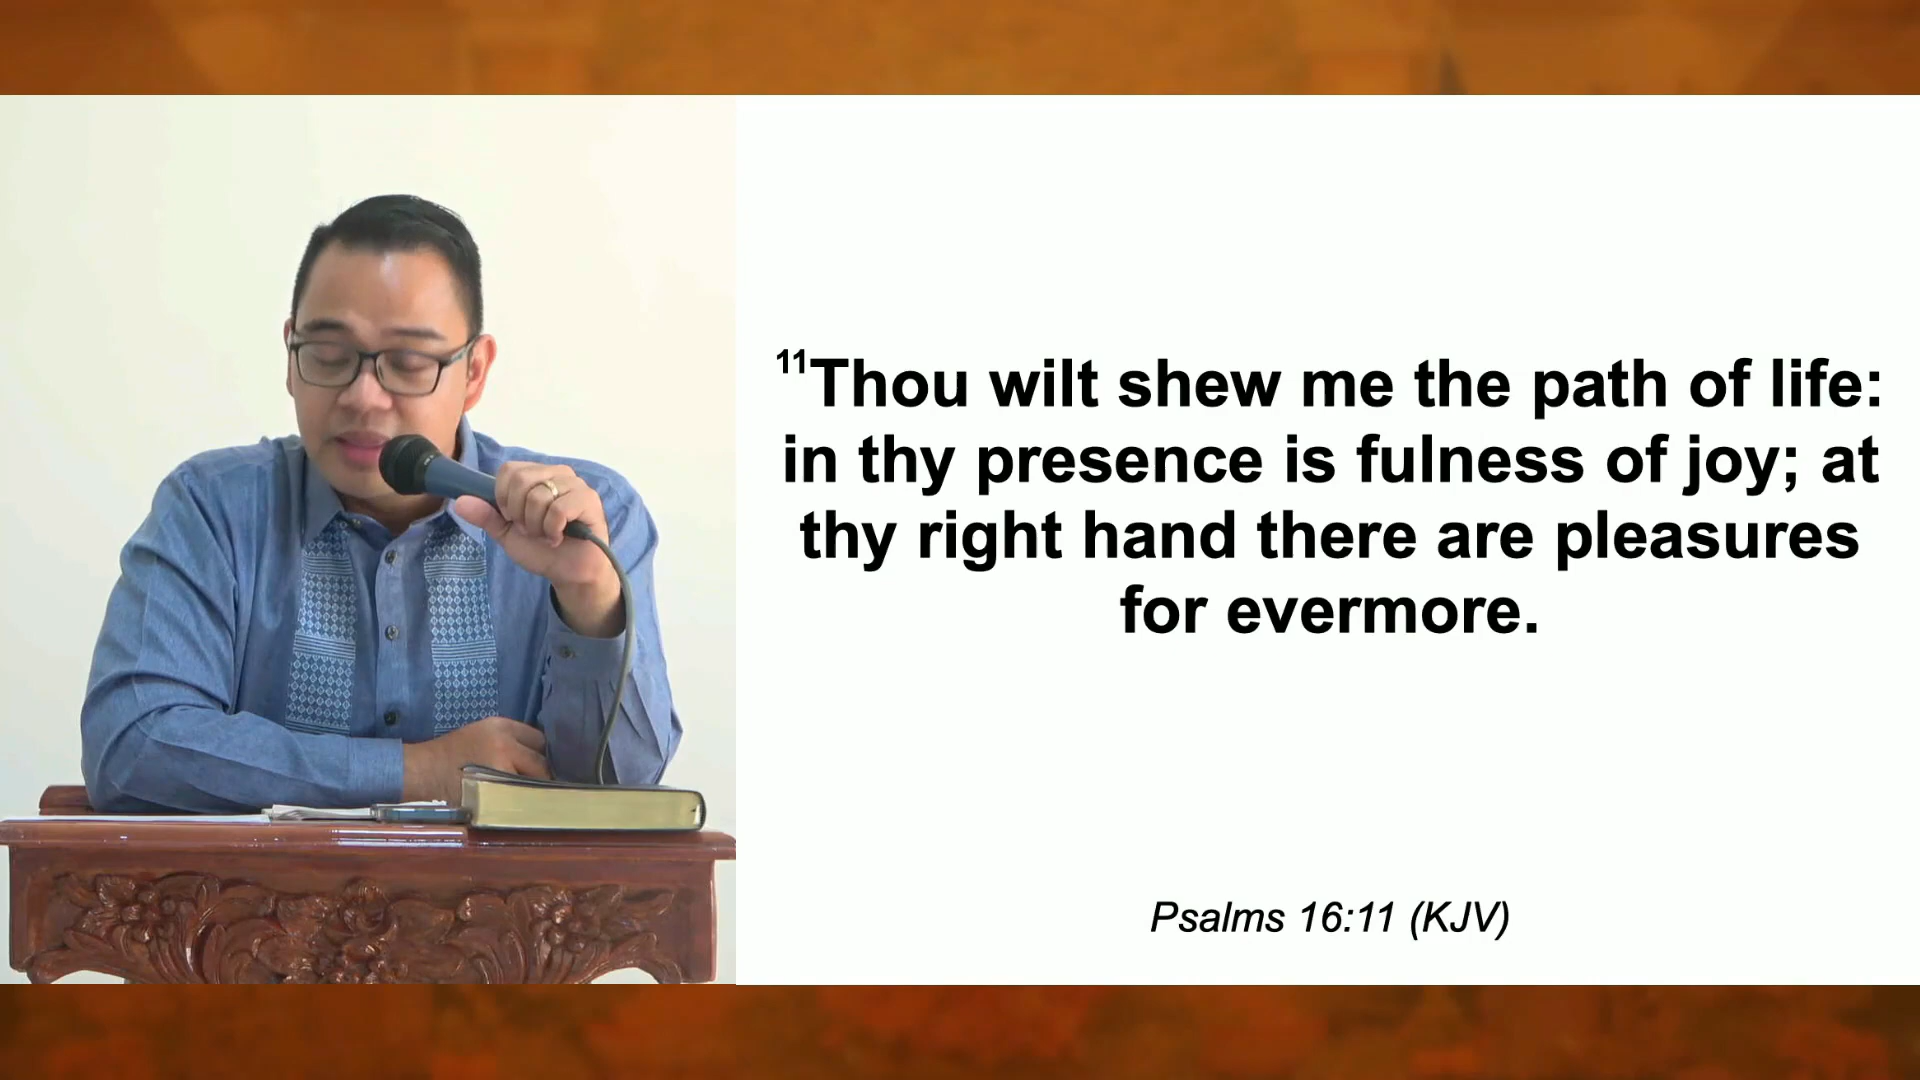 ¹¹Thou wilt shew me the path of life:
in thy presence is fulness of joy; at
thy right hand there are pleasures
for evermore.
Psalms 16:11 (KJV)